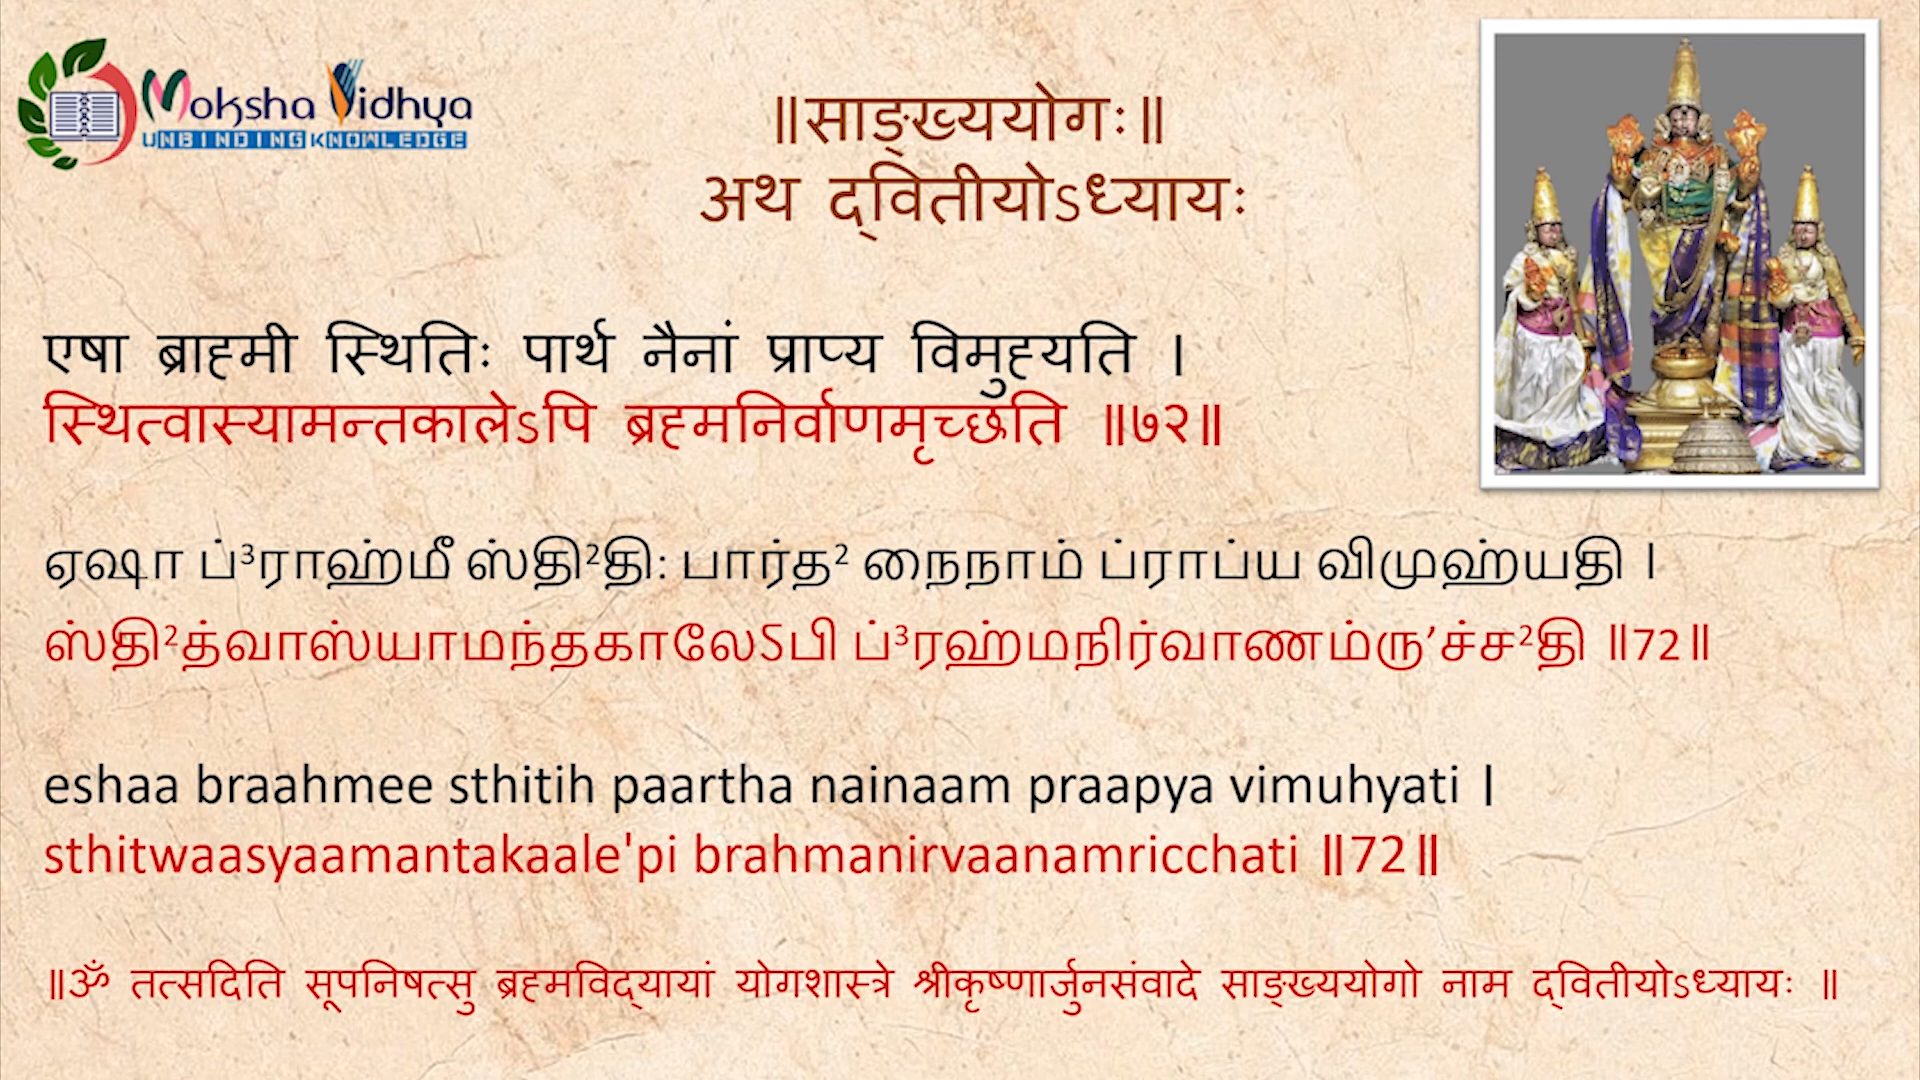 Moksha Vidhya
UNBINDING KNOWLEDGE
॥साङ्ख्ययोगः॥
अथ द्वितीयोऽध्यायः
एषा ब्राह्मी स्थितिः पार्थ नैनां प्राप्य विमुह्यति ।
स्थित्वास्यामन्तकालेऽपि ब्रह्मनिर्वाणमृच्छति ॥७२॥
ஏஷா ப்³ராஹ்மீ ஸ்தி²தி: பார்த² நைநாம் ப்ராப்ய விமுஹ்யதி ।
ஸ்தி²த்வாஸ்யாமந்தகாலேऽபி ப்³ரஹ்மநிர்வாணம்ரு’ச்ச²தி ॥72॥
eshaa braahmee sthitih paartha nainaam praapya vimuhyati ।
sthitwaasyaamantakaale'pi brahmanirvaanamricchati ॥72॥
॥ॐ तत्सदिति सूपनिषत्सु ब्रह्मविद्यायां योगशास्त्रे श्रीकृष्णार्जुनसंवादे साङ्ख्ययोगो नाम द्वितीयोऽध्यायः ॥